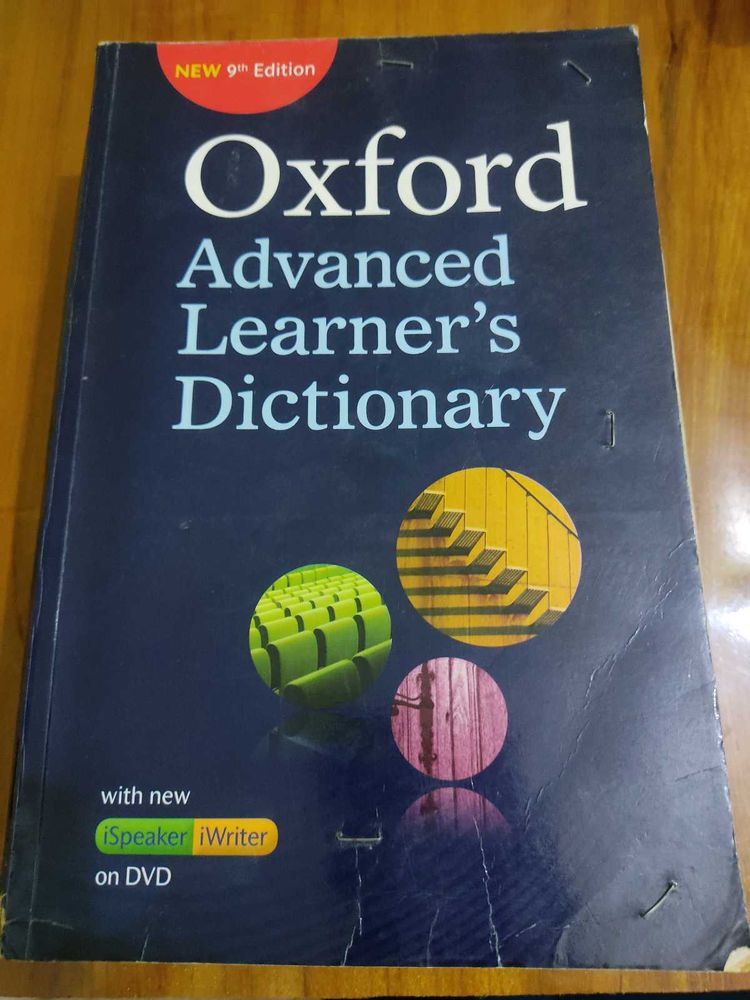 NEW 9th Edition
Oxford
Advanced
Learner's
Dictionary
with new
iSpeaker iWriter
on DVD